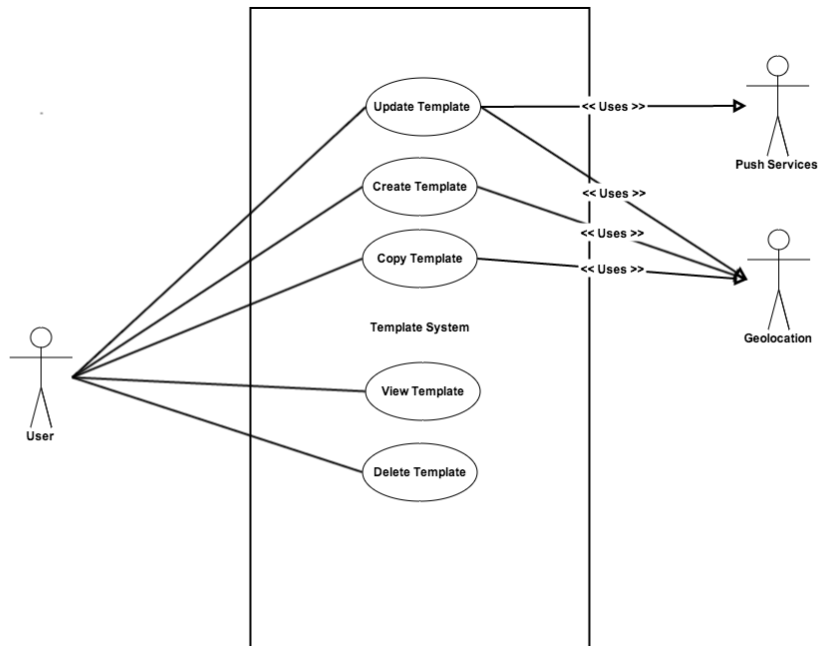 Update Template
<< Uses >>
Push Services
Create Template
<< Uses >>
<< Uses >>
Copy Template
<< Uses >>
Geolocation
Template System
User
View Template
Delete Template